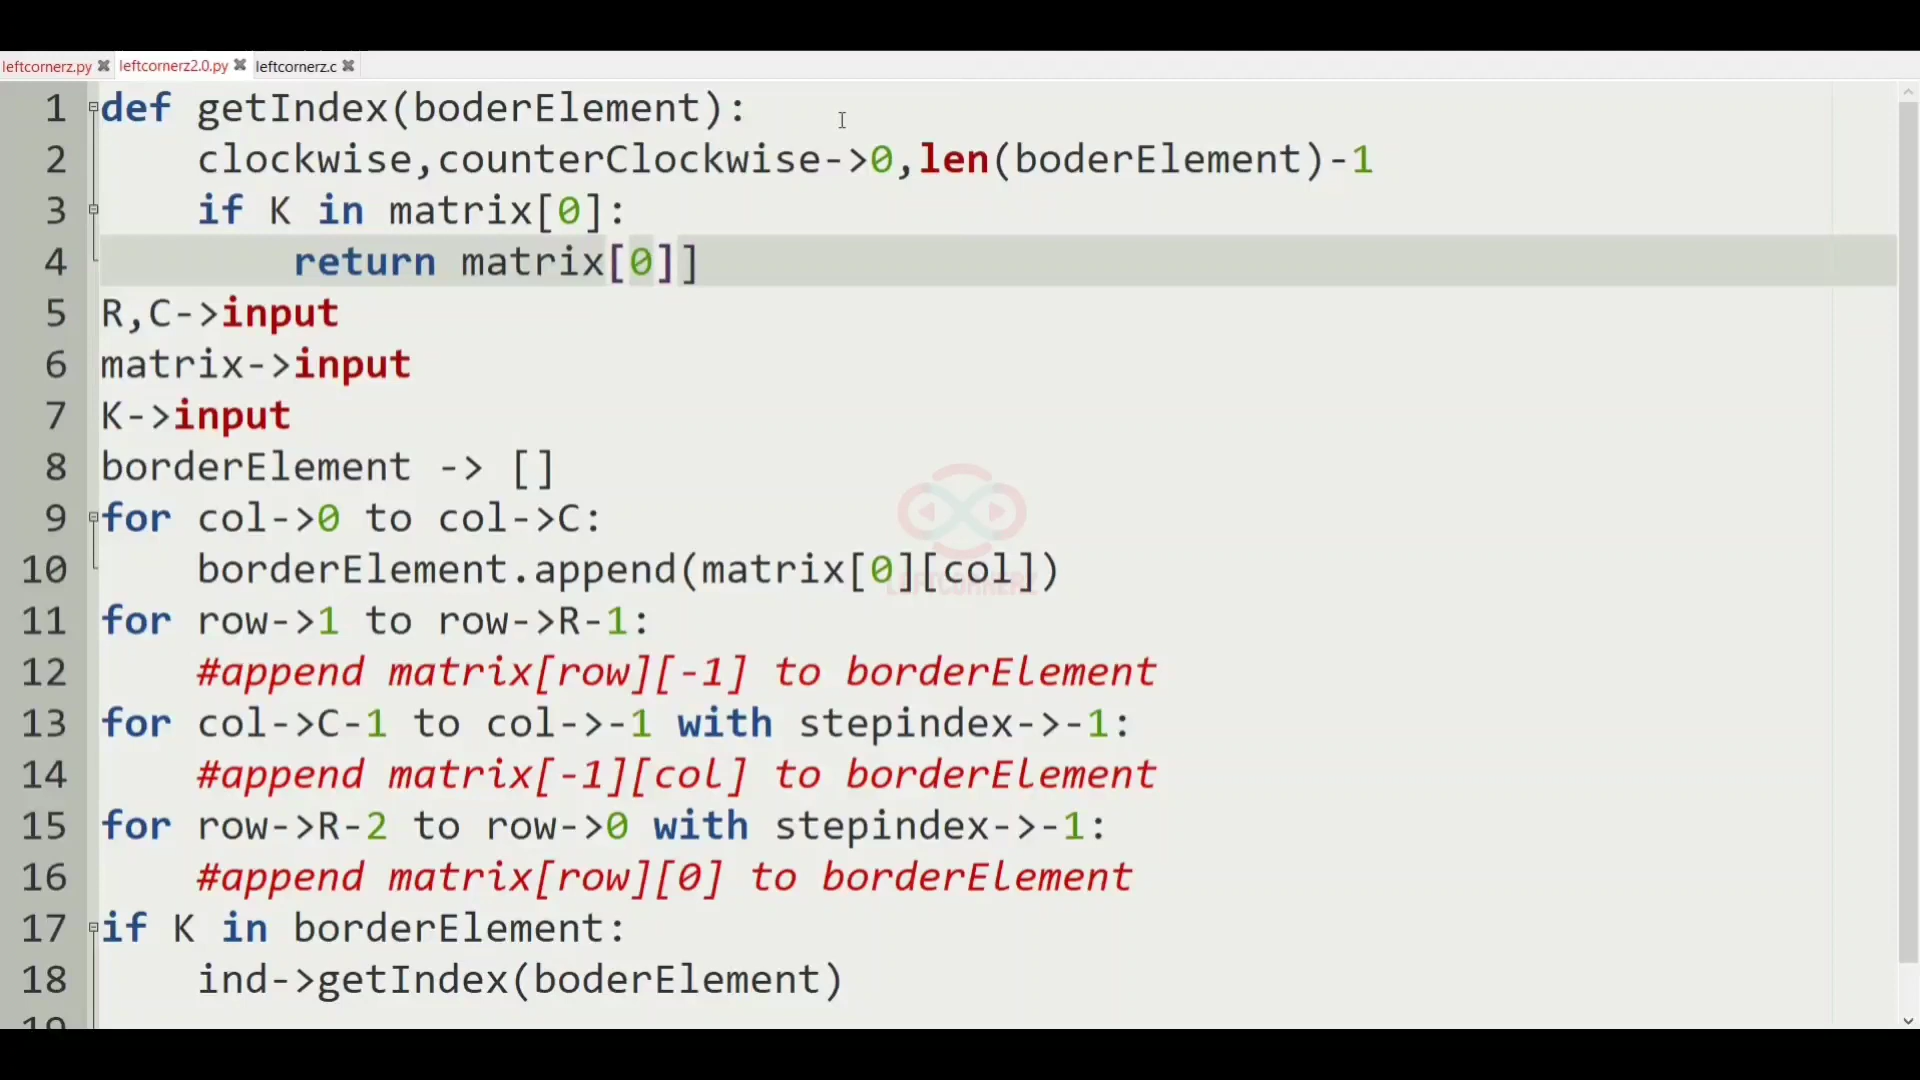 leftcornerz.py leftcornerz2.0.py leftcornerz.c
1 def getIndex(boderElement):
2 clockwise,counterClockwise->0,len(boderElement)-1
3 if K in matrix[0]:
4 return matrix[0]]
5 R,C->input
6 matrix->input
7 K->input
8 borderElement -> []
9 for col->0 to col->C:
10 borderElement.append(matrix[0][col])
LEFTCORNERZ
11 for row->1 to row->R-1:
12 #append matrix[row][-1] to borderElement
13 for col->C-1 to col->-1 with stepindex->-1:
14 #append matrix[-1][col] to borderElement
15 for row->R-2 to row->0 with stepindex->-1:
16 #append matrix[row][0] to borderElement
17 if K in borderElement:
18 ind->getIndex(boderElement)
19